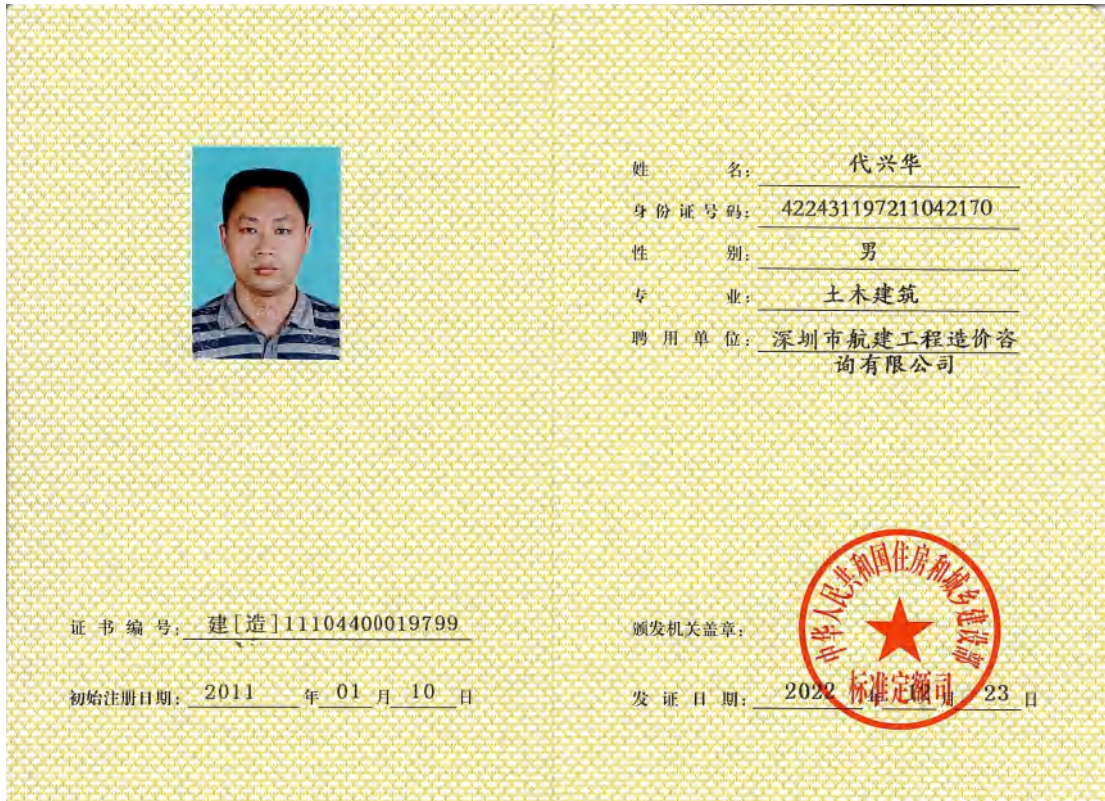 姓 名: 代兴华
身份证号码: 422431197211042170
性 别: 男
专 业: 土木建筑
聘用单位: 深圳市航建工程造价咨
询有限公司
证书编号: 建[造]11104400019799
初始注册日期: 2011 年 01 月 10 日
颁发机关盖章:
中华人民共和国住房和城乡建设部
标准定额司
发证日期: 2022 年 12 月 23 日